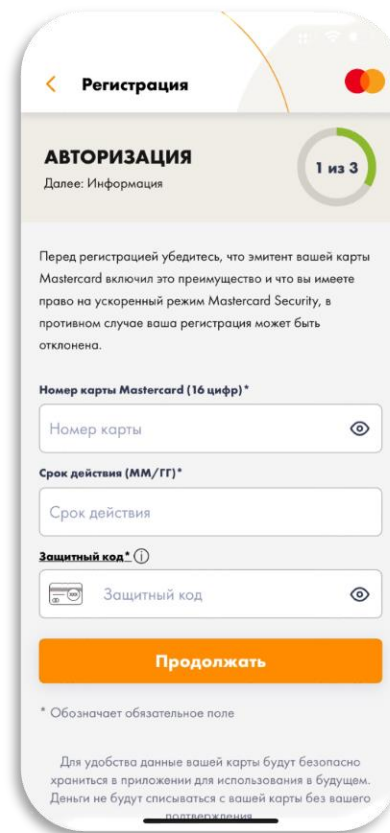 Регистрация
АВТОРИЗАЦИЯ
Далее: Информация
1 из 3
Перед регистрацией убедитесь, что эмитент вашей карты
Mastercard включил это преимущество и что вы имеете
право на ускоренный режим Mastercard Security, в
противном случае ваша регистрация может быть
отклонена.
Номер карты Mastercard (16 цифр)*
Номер карты
Срок действия (ММ/ГГ)*
Срок действия
Защитный код*
Защитный код
Продолжать
* Обозначает обязательное поле
Для удобства данные вашей карты будут безопасно
храниться в приложении для использования в будущем.
Деньги не будут списываться с вашей карты без вашего
подтверждения